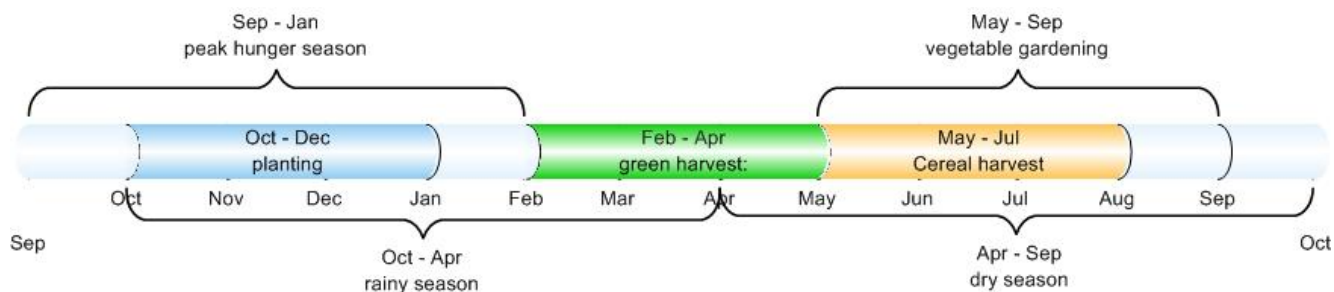 Sep - Jan
peak hunger season
May - Sep
vegetable gardening
Oct - Dec
planting
Feb - Apr
green harvest:
May - Jul
Cereal harvest
Oct Nov Dec Jan Feb Mar Apr May Jun Jul Aug Sep
Sep
Oct
Oct - Apr
rainy season
Apr - Sep
dry season